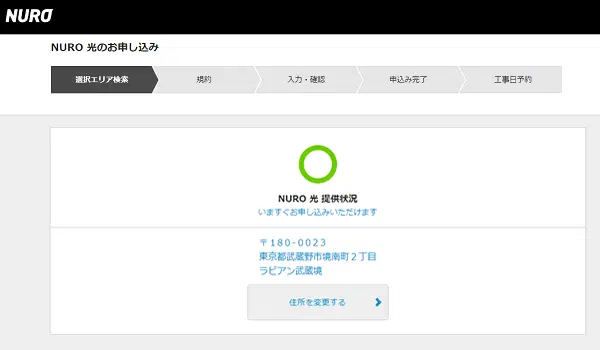 NURO
NURO 光のお申し込み
選択エリア検索 規約 入力・確認 申込み完了 工事日予約
NURO 光 提供状況
いますぐお申し込みいただけます
〒180-0023
東京都武蔵野市境南町２丁目
ラビアン武蔵境
住所を変更する